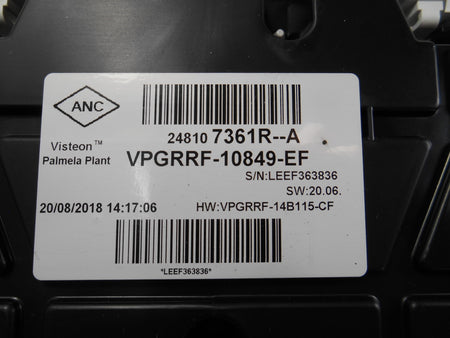 ANC
24810 7361R--A
Visteon™
Palmela Plant
VPGRRF-10849-EF
S/N:LEEF363836
SW:20.06.
20/08/2018 14:17:06
HW:VPGRRF-14B115-CF
*LEEF363836*